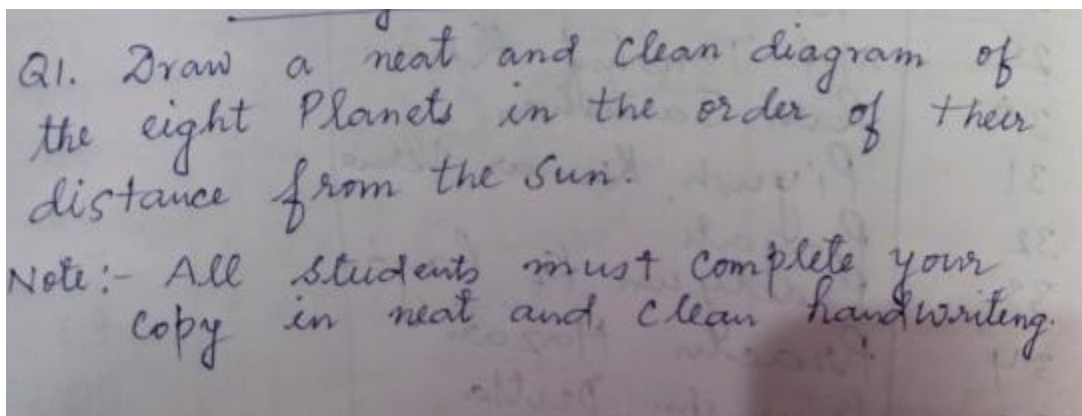 Q1. Draw a neat and clean diagram of
the eight Planets in the order of their
distance from the Sun.
Note:- All students must complete your
copy in neat and clean handwriting.